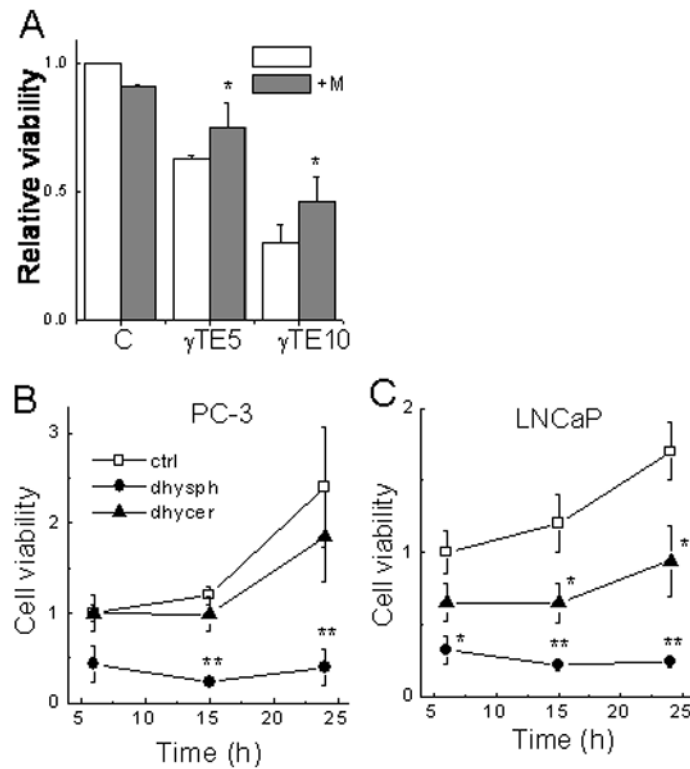 A
Relative viability
1.0
0.5
0.0
+M
*
*
C γTE5 γTE10
B
PC-3
Cell viability
3
2
1
0
ctrl
dhysph
dhycer
**
**
5 10 15 20 25
Time (h)
C
LNCaP
Cell viability
2
1
0
*
*
*
**
**
5 10 15 20 25
Time (h)